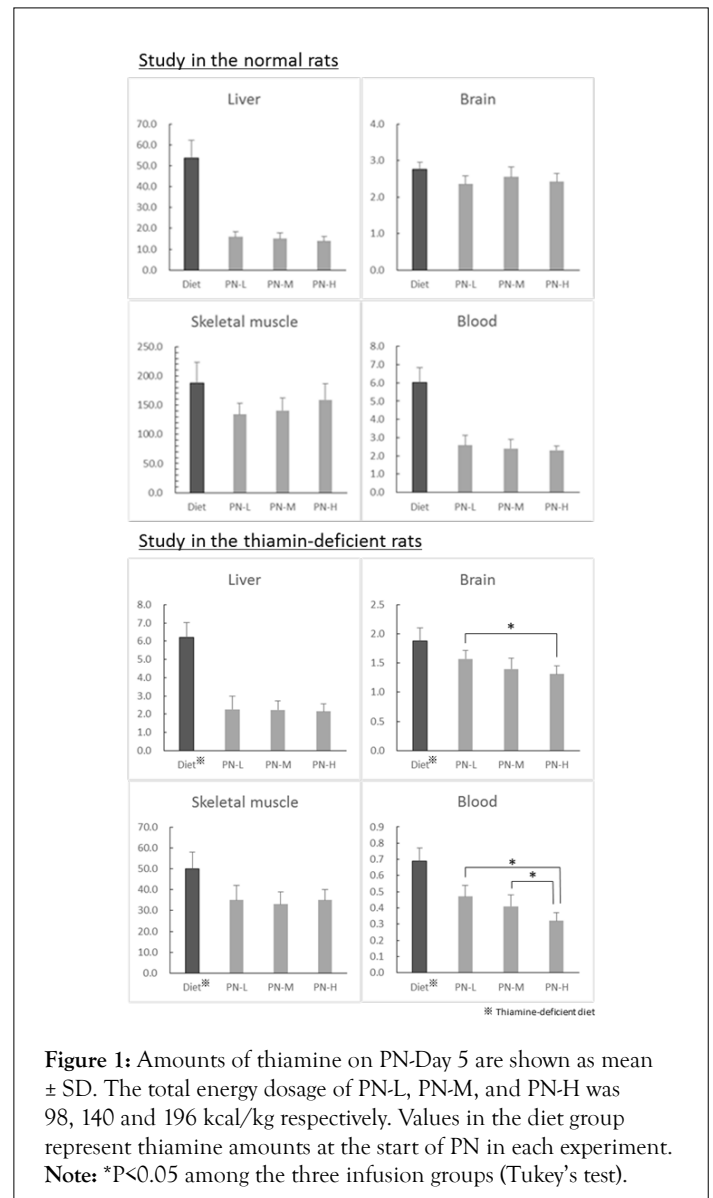 Study in the normal rats
Liver
70.0
60.0
50.0
40.0
30.0
20.0
10.0
0.0
Diet PN-L PN-M PN-H
Brain
4.0
3.0
2.0
1.0
0.0
Diet PN-L PN-M PN-H
Skeletal muscle
250.0
200.0
150.0
100.0
50.0
0.0
Diet PN-L PN-M PN-H
Blood
8.0
7.0
6.0
5.0
4.0
3.0
2.0
1.0
0.0
Diet PN-L PN-M PN-H
Study in the thiamin-deficient rats
Liver
8.0
7.0
6.0
5.0
4.0
3.0
2.0
1.0
0.0
Diet※ PN-L PN-M PN-H
Brain
2.5
2.0
1.5
1.0
0.5
0.0
*
Diet※ PN-L PN-M PN-H
Skeletal muscle
70.0
60.0
50.0
40.0
30.0
20.0
10.0
0.0
Diet※ PN-L PN-M PN-H
Blood
0.9
0.8
0.7
0.6
0.5
0.4
0.3
0.2
0.1
0.0
*
*
Diet※ PN-L PN-M PN-H
※ Thiamine-deficient diet
Figure 1: Amounts of thiamine on PN-Day 5 are shown as mean
± SD. The total energy dosage of PN-L, PN-M, and PN-H was
98, 140 and 196 kcal/kg respectively. Values in the diet group
represent thiamine amounts at the start of PN in each experiment.
Note: *P<0.05 among the three infusion groups (Tukey's test).